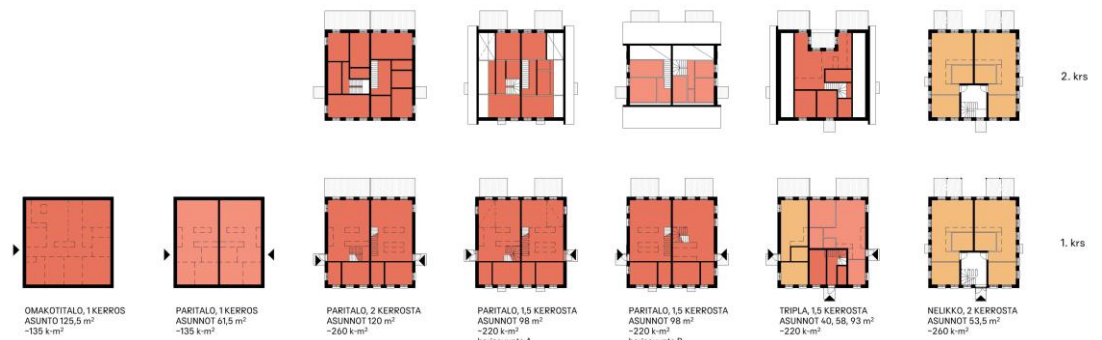 2. krs
1. krs
OMAKOTITALO, 1 KERROS
ASUNTO 125,5 m²
~135 k-m²
PARITALO, 1 KERROS
ASUNNOT 61,5 m²
~135 k-m²
PARITALO, 2 KERROSTA
ASUNNOT 120 m²
~260 k-m²
PARITALO, 1,5 KERROSTA
ASUNNOT 98 m²
~220 k-m²
PARITALO, 1,5 KERROSTA
ASUNNOT 98 m²
~220 k-m²
TRIPLA, 1,5 KERROSTA
ASUNNOT 40, 58, 93 m²
~220 k-m²
NELIKKO, 2 KERROSTA
ASUNNOT 53,5 m²
~260 k-m²